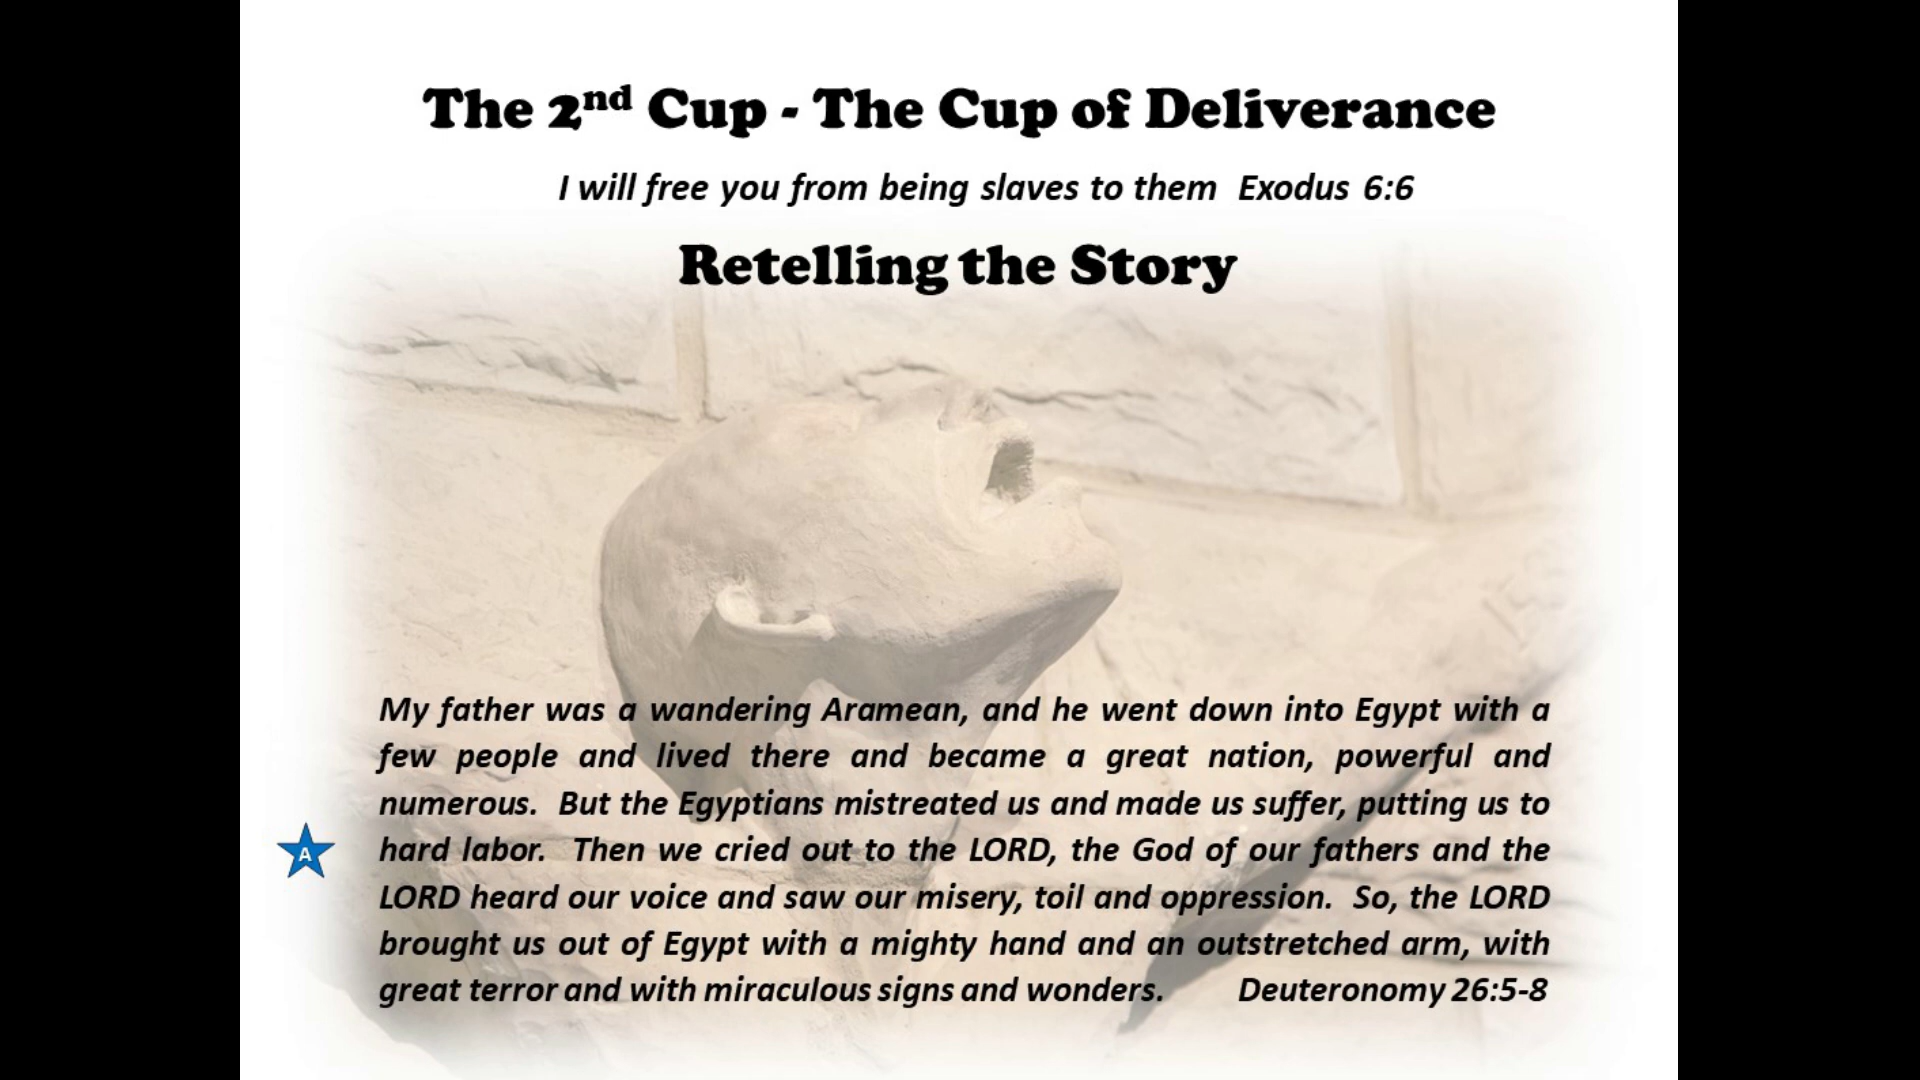 The 2nd Cup - The Cup of Deliverance
I will free you from being slaves to them Exodus 6:6
Retelling the Story
My father was a wandering Aramean, and he went down into Egypt with a
few people and lived there and became a great nation, powerful and
numerous. But the Egyptians mistreated us and made us suffer, putting us to
A
hard labor. Then we cried out to the LORD, the God of our fathers and the
LORD heard our voice and saw our misery, toil and oppression. So, the LORD
brought us out of Egypt with a mighty hand and an outstretched arm, with
great terror and with miraculous signs and wonders. Deuteronomy 26:5-8